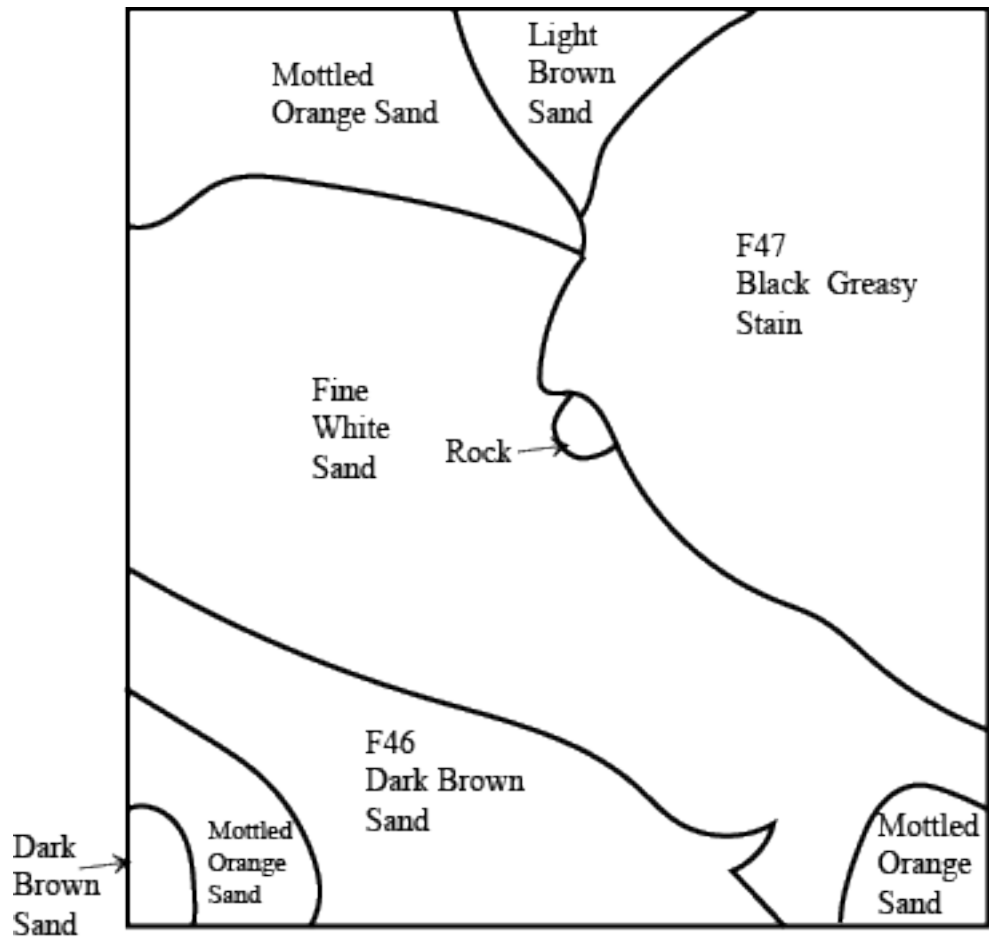 Mottled
Orange Sand
Light
Brown
Sand
F47
Black Greasy
Stain
Fine
White
Sand
Rock
F46
Dark Brown
Sand
Mottled
Orange
Sand
Dark
Brown
Sand
Mottled
Orange
Sand